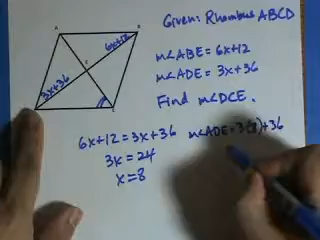 Given: Rhombus ABCD
A
B
6x+12
m∠ABE = 6x+12
E
m∠ADE = 3x+36
3x+36
Find m∠DCE.
C
6x+12 = 3x+36
m∠ADE = 3(8)+36
3x = 24
x = 8